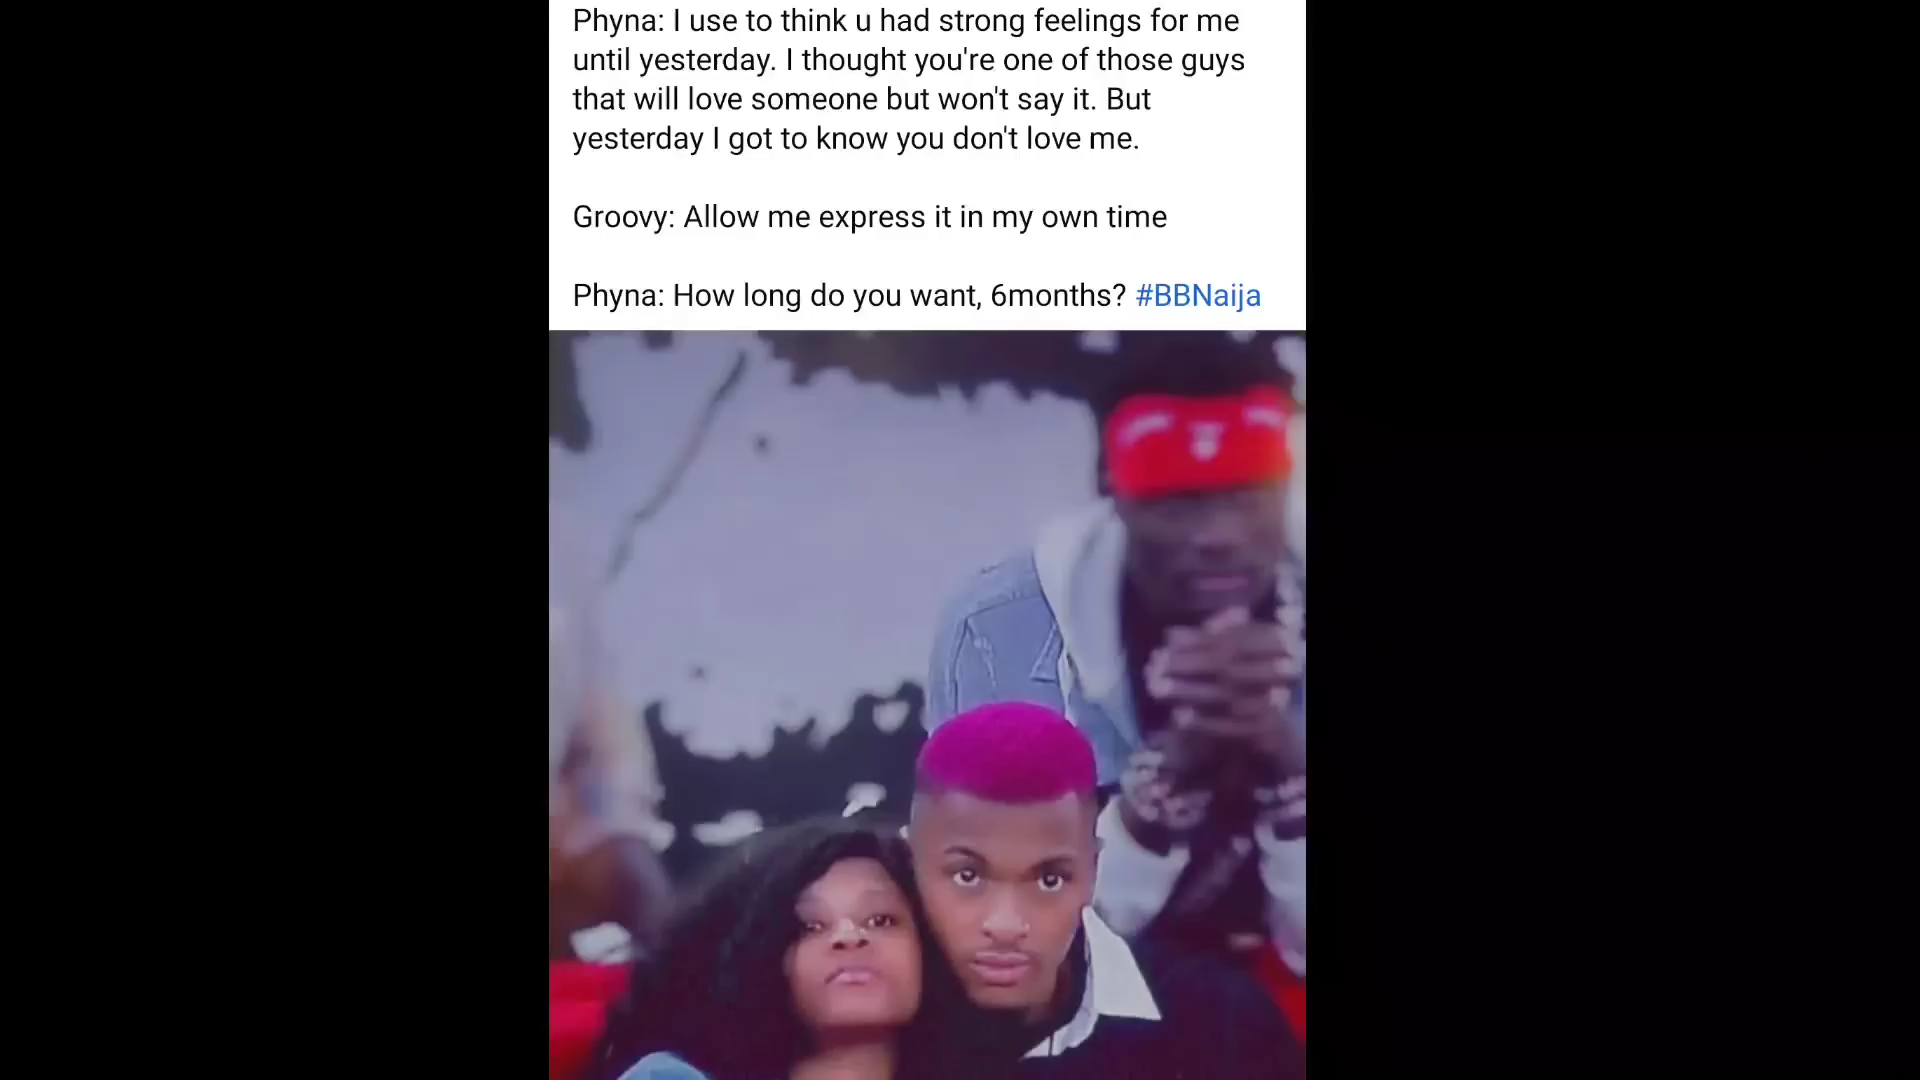 Phyna: I use to think u had strong feelings for me
until yesterday. I thought you're one of those guys
that will love someone but won't say it. But
yesterday I got to know you don't love me.
Groovy: Allow me express it in my own time
Phyna: How long do you want, 6months? #BBNaija